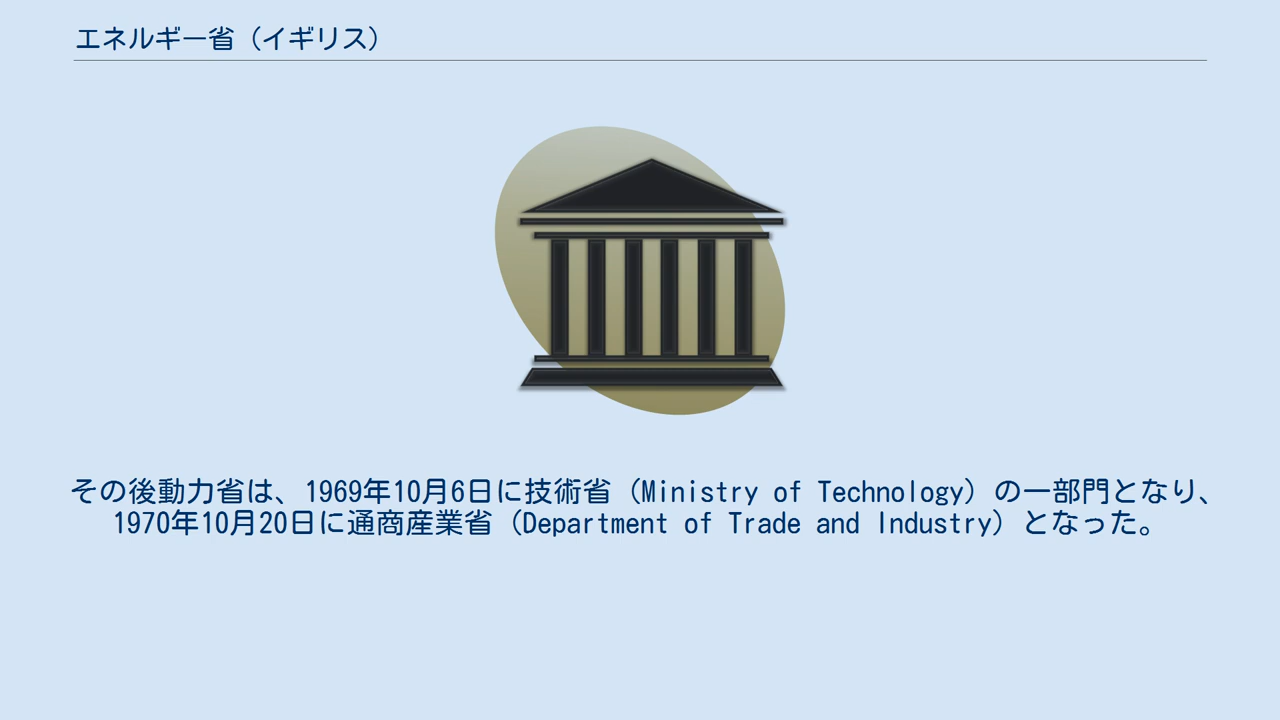 エネルギー省（イギリス）
その後動力省は、1969年10月6日に技術省（Ministry of Technology）の一部門となり、
1970年10月20日に通商産業省（Department of Trade and Industry）となった。